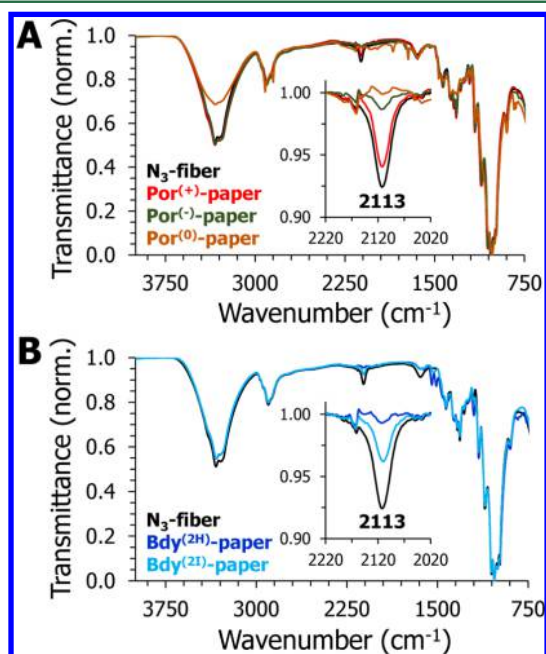 A
Transmittance (norm.)
1.0
0.8
0.6
0.4
0.2
0.0
N₃-fiber
Por⁽⁺⁾-paper
Por⁽⁻⁾-paper
Por⁽⁰⁾-paper
1.00
0.95
0.90
2113
2220 2120 2020
3750 3000 2250 1500 750
Wavenumber (cm⁻¹)
B
Transmittance (norm.)
1.0
0.8
0.6
0.4
0.2
0.0
N₃-fiber
Bdy⁽²ᴴ⁾-paper
Bdy⁽²ᴵ⁾-paper
1.00
0.95
0.90
2113
2220 2120 2020
3750 3000 2250 1500 750
Wavenumber (cm⁻¹)